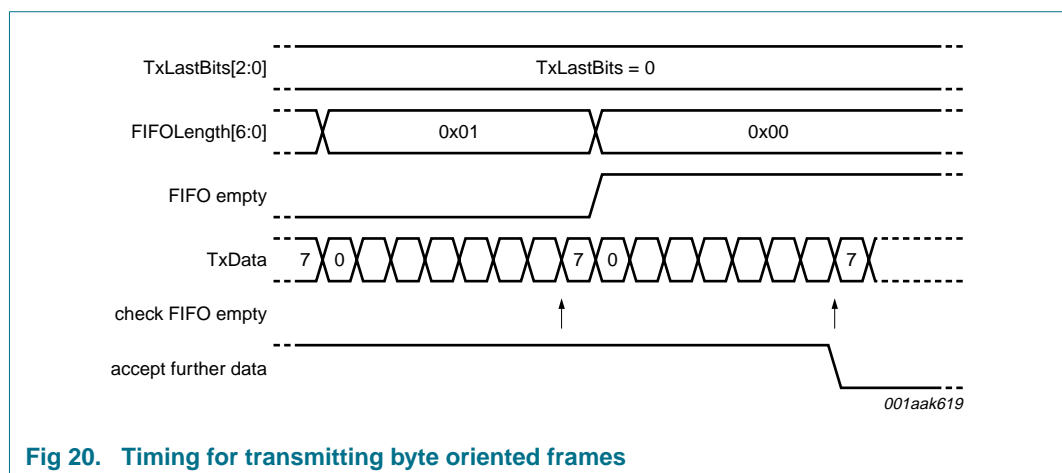 TxLastBits[2:0] TxLastBits = 0
FIFOLength[6:0] 0x01 0x00
FIFO empty
TxData 7 0 7 0 7
check FIFO empty
accept further data
001aak619
Fig 20. Timing for transmitting byte oriented frames